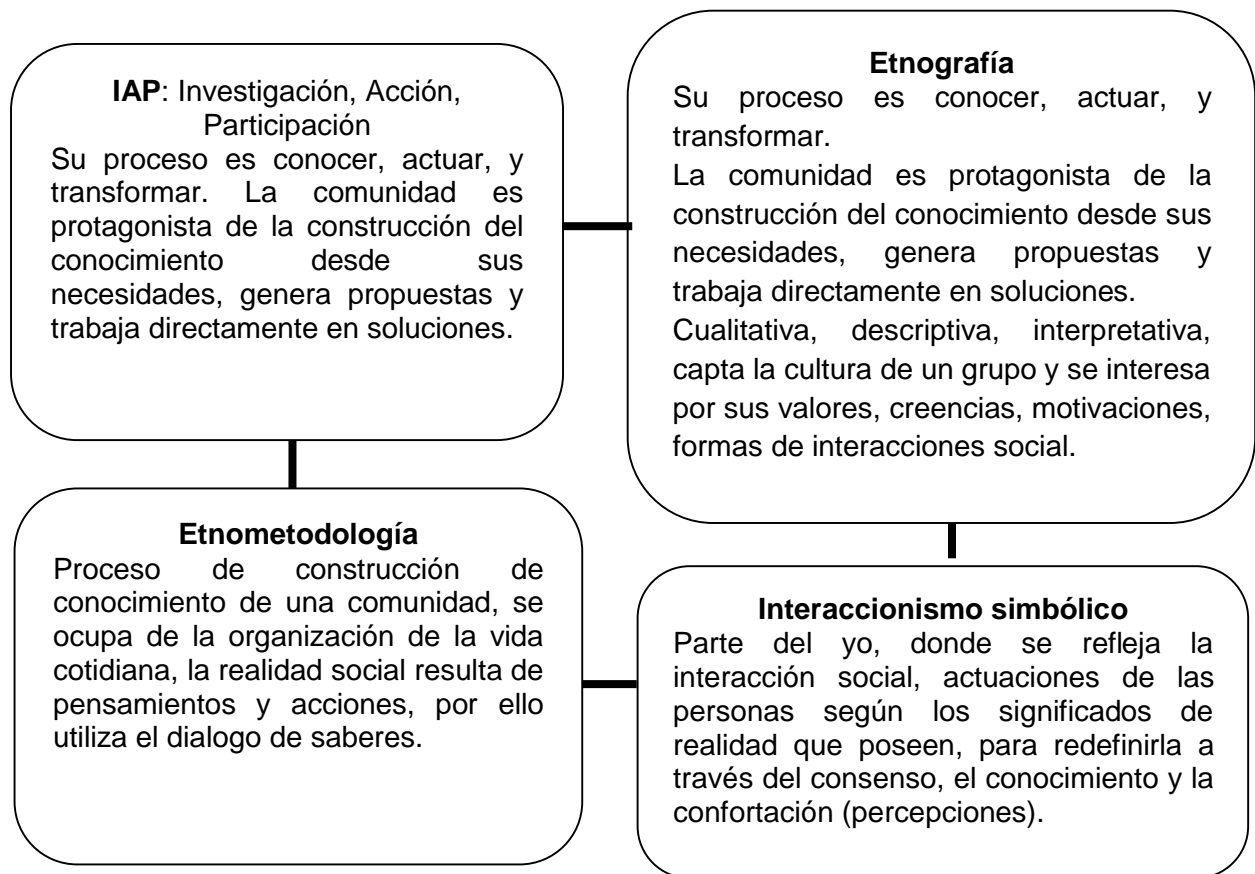 IAP: Investigación, Acción,
Participación
Su proceso es conocer, actuar, y
transformar. La comunidad es
protagonista de la construcción del
conocimiento desde sus
necesidades, genera propuestas y
trabaja directamente en soluciones.
Etnografía
Su proceso es conocer, actuar, y
transformar.
La comunidad es protagonista de la
construcción del conocimiento desde sus
necesidades, genera propuestas y
trabaja directamente en soluciones.
Cualitativa, descriptiva, interpretativa,
capta la cultura de un grupo y se interesa
por sus valores, creencias, motivaciones,
formas de interacciones social.
Etnometodología
Proceso de construcción de
conocimiento de una comunidad, se
ocupa de la organización de la vida
cotidiana, la realidad social resulta de
pensamientos y acciones, por ello
utiliza el dialogo de saberes.
Interaccionismo simbólico
Parte del yo, donde se refleja la
interacción social, actuaciones de las
personas según los significados de
realidad que poseen, para redefinirla a
través del consenso, el conocimiento y la
confortación (percepciones).